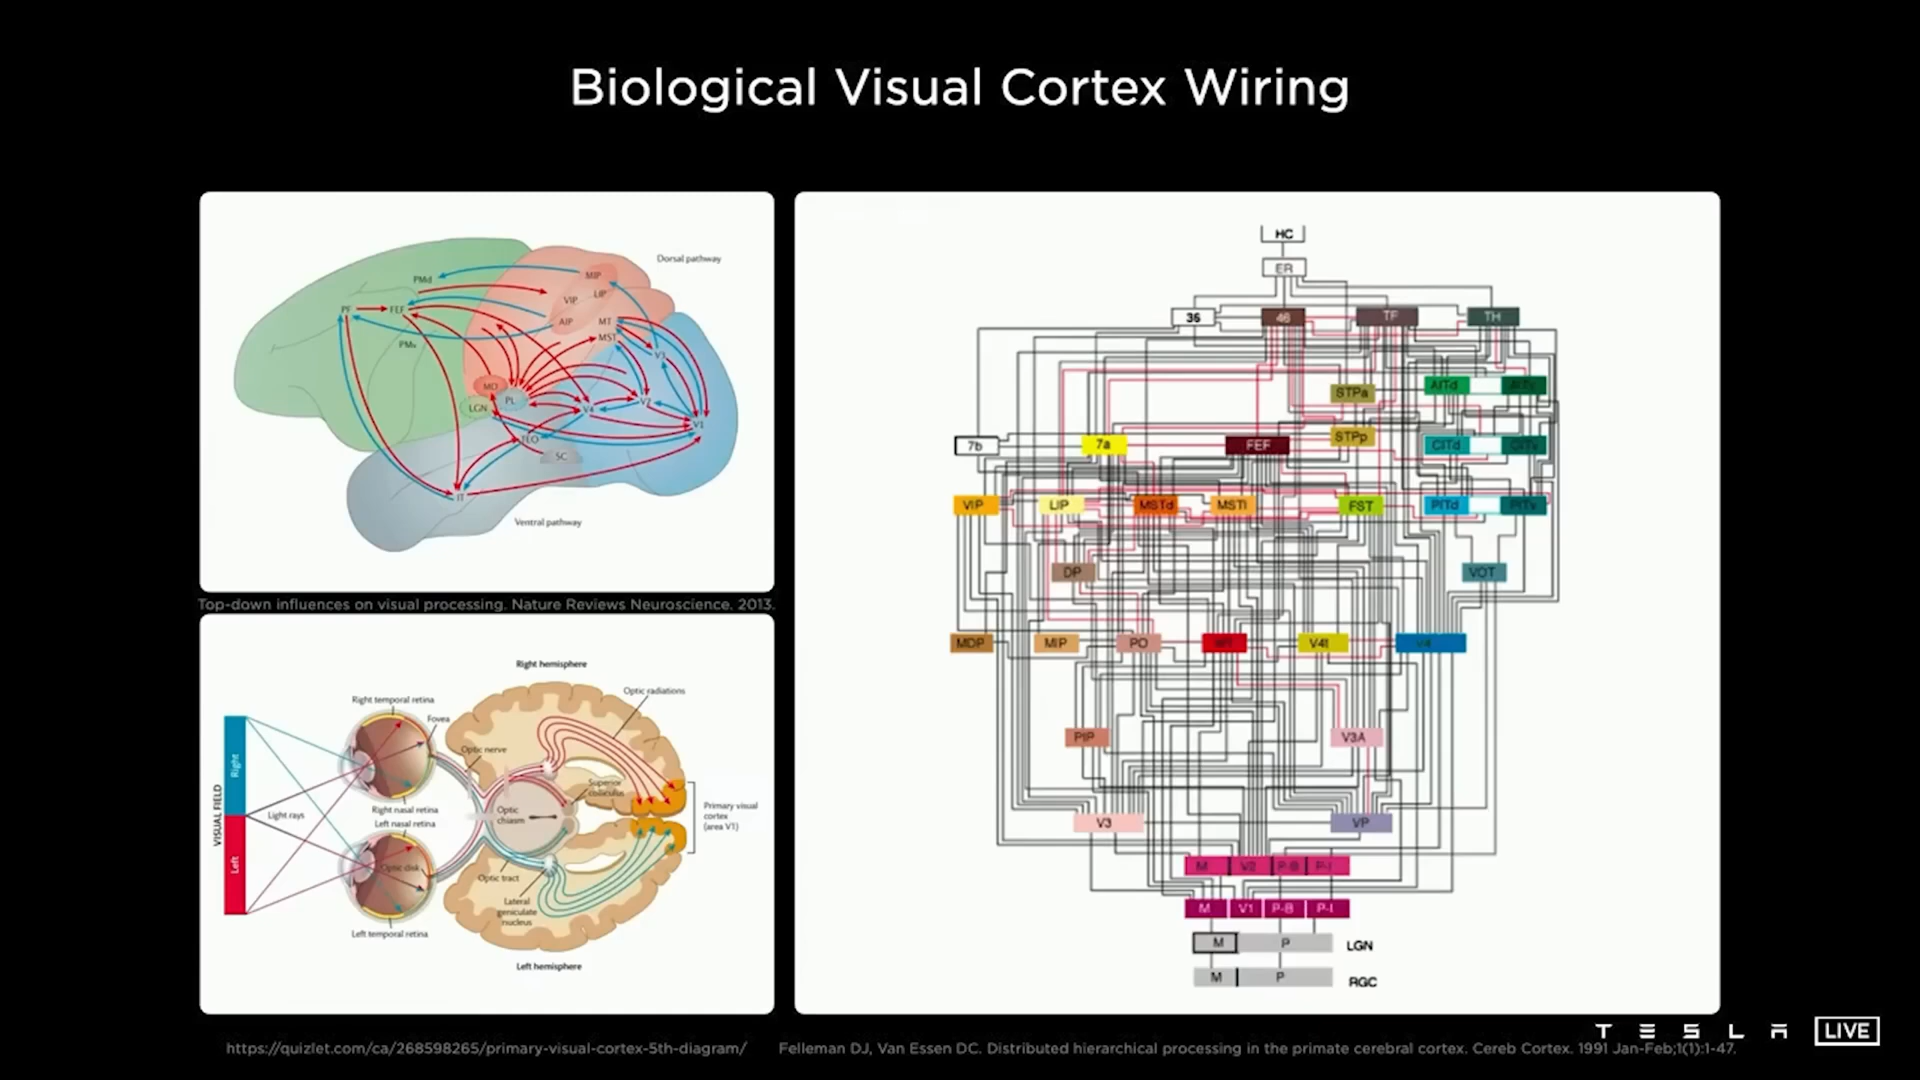 Biological Visual Cortex Wiring
Dorsal pathway
MIP
PMd
VIP
LIP
PF
FEF
AIP
MT
MST
PMv
V3
MD
PL
LGN
V4
V2
V1
TEO
SC
IT
Ventral pathway
Top-down influences on visual processing. Nature Reviews Neuroscience. 2013.
Right hemisphere
Optic radiations
Right temporal retina
Fovea
Optic nerve
Superior
colliculus
Right
VISUAL FIELD
Left
Light rays
Right nasal retina
Left nasal retina
Optic
chiasm
Primary visual
cortex
(area V1)
Optic disk
Optic tract
Lateral
geniculate
nucleus
Left temporal retina
Left hemisphere
https://quizlet.com/ca/268598265/primary-visual-cortex-5th-diagram/
HC
ER
36
46
TF
TH
STPa
AITd
AITv
7b
7a
FEF
STPp
CITd
CITv
VIP
LIP
MSTd
MSTl
FST
PITd
PITv
DP
VOT
MDP
MIP
PO
MT
V4t
V4
PIP
V3A
V3
VP
M V2 P-B P-I
M V1 P-B P-I
M P LGN
M P RGC
Felleman DJ, Van Essen DC. Distributed hierarchical processing in the primate cerebral cortex. Cereb Cortex. 1991 Jan-Feb;1(1):1-47.
TESLA LIVE